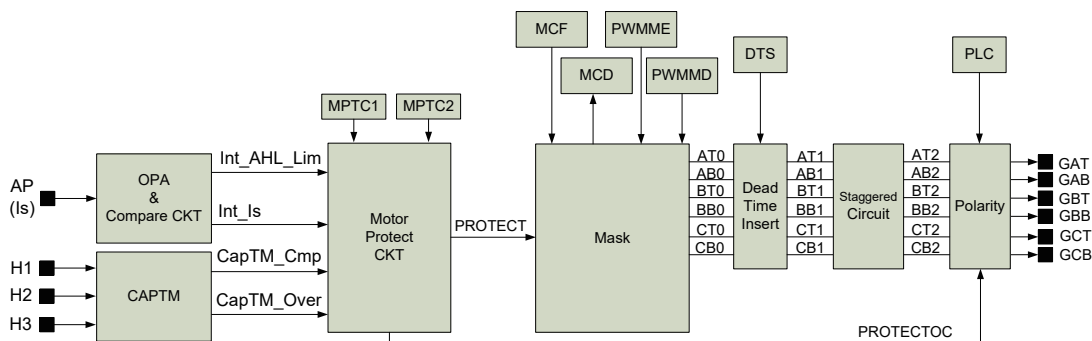 MCF
PWMME
DTS
PLC
MCD
PWMMD
MPTC1
MPTC2
AP
(Is)
OPA
&
Compare CKT
Int_AHL_Lim
Int_Is
H1
H2
H3
CAPTM
CapTM_Cmp
CapTM_Over
Motor
Protect
CKT
PROTECT
Mask
AT0
AB0
BT0
BB0
CT0
CB0
Dead
Time
Insert
AT1
AB1
BT1
BB1
CT1
CB1
Staggered
Circuit
AT2
AB2
BT2
BB2
CT2
CB2
Polarity
GAT
GAB
GBT
GBB
GCT
GCB
PROTECTOC